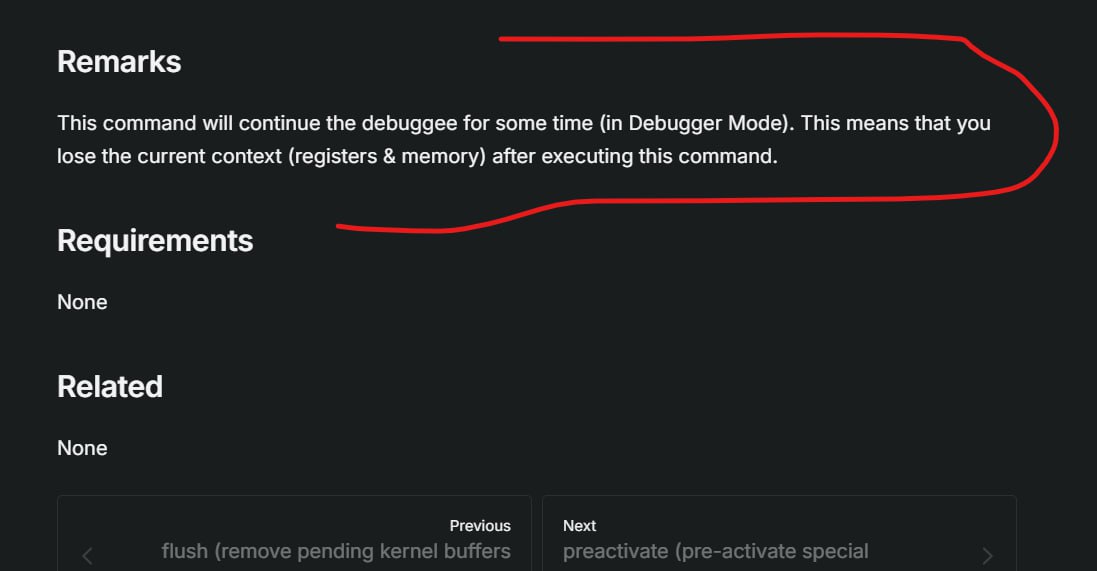 Remarks
This command will continue the debuggee for some time (in Debugger Mode). This means that you
lose the current context (registers & memory) after executing this command.
Requirements
None
Related
None
Previous
flush (remove pending kernel buffers
Next
preactivate (pre-activate special